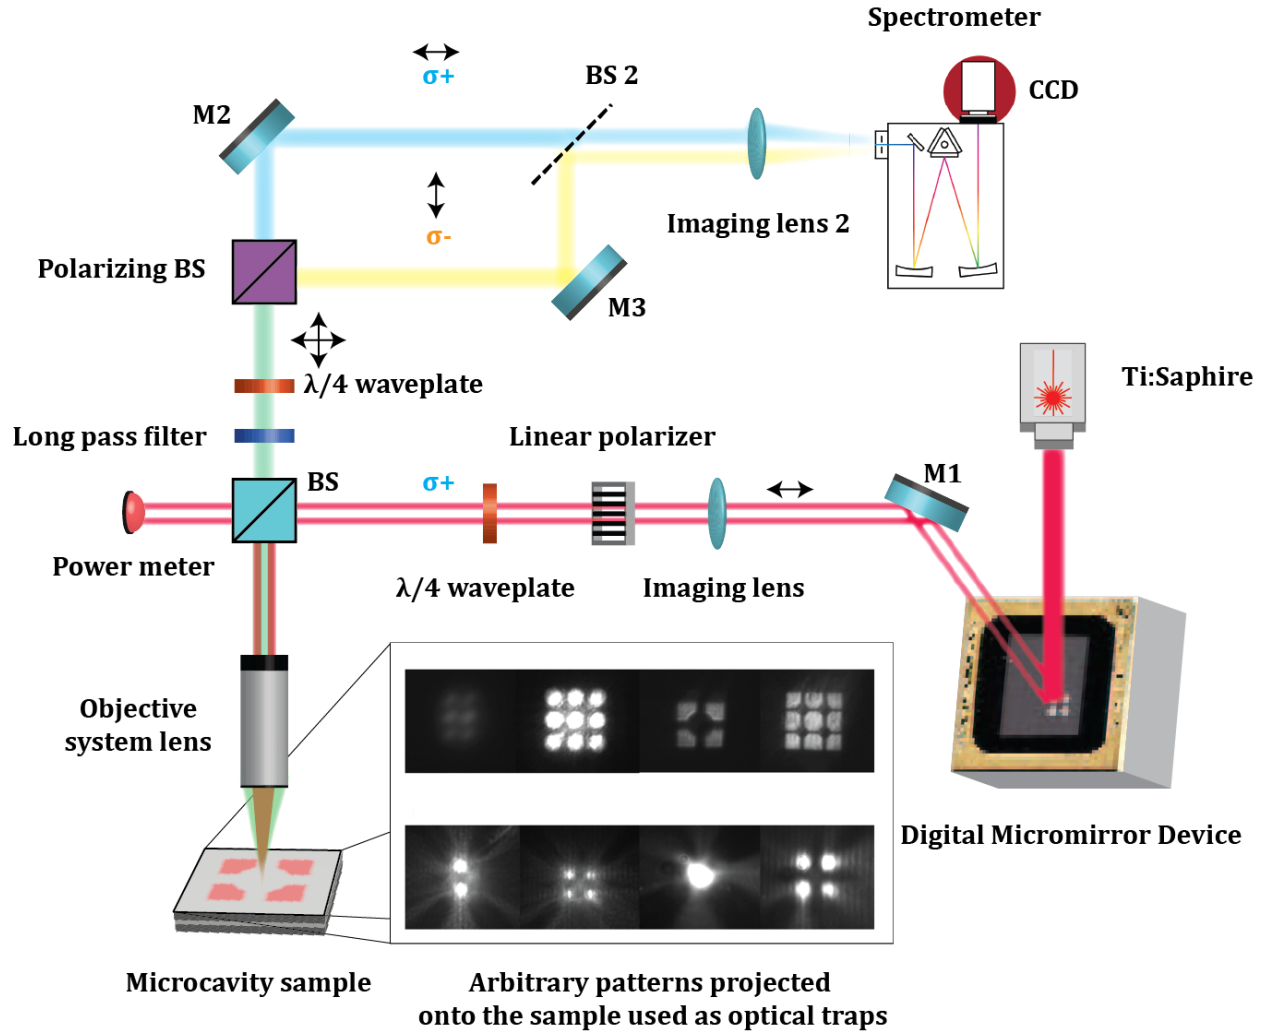 Spectrometer
σ+
BS 2
M2
CCD
σ-
Imaging lens 2
Polarizing BS
M3
λ/4 waveplate
Ti:Saphire
Long pass filter
Linear polarizer
BS
σ+
M1
Power meter
λ/4 waveplate
Imaging lens
Objective
system lens
Digital Micromirror Device
Microcavity sample
Arbitrary patterns projected
onto the sample used as optical traps